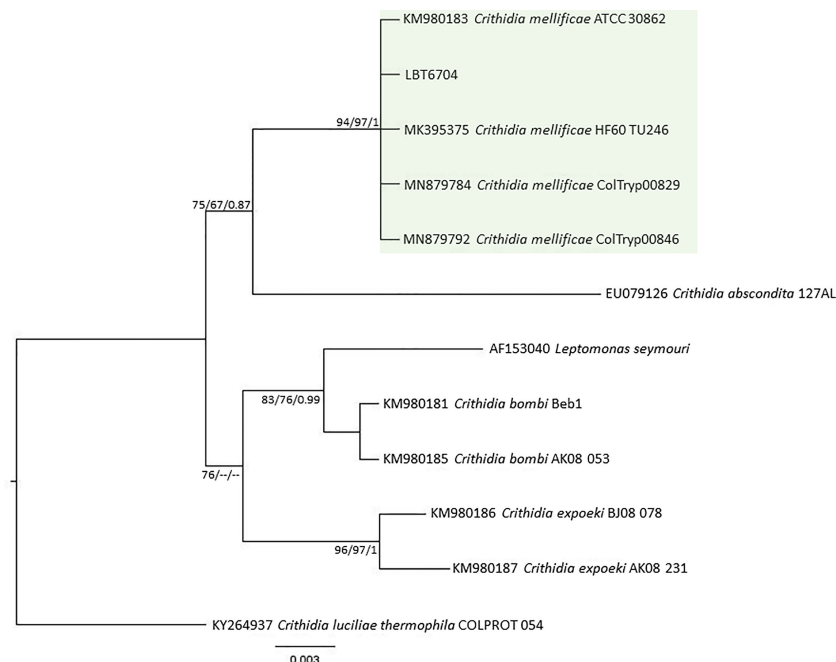 KM980183 Crithidia mellificae ATCC 30862
LBT6704
94/97/1
MK395375 Crithidia mellificae HF60 TU246
MN879784 Crithidia mellificae ColTryp00829
75/67/0.87
MN879792 Crithidia mellificae ColTryp00846
EU079126 Crithidia abscondita 127AL
AF153040 Leptomonas seymouri
83/76/0.99
KM980181 Crithidia bombi Beb1
KM980185 Crithidia bombi AK08 053
76/--/--
KM980186 Crithidia expoeki BJ08 078
96/97/1
KM980187 Crithidia expoeki AK08 231
KY264937 Crithidia luciliae thermophila COLPROT 054
0.003